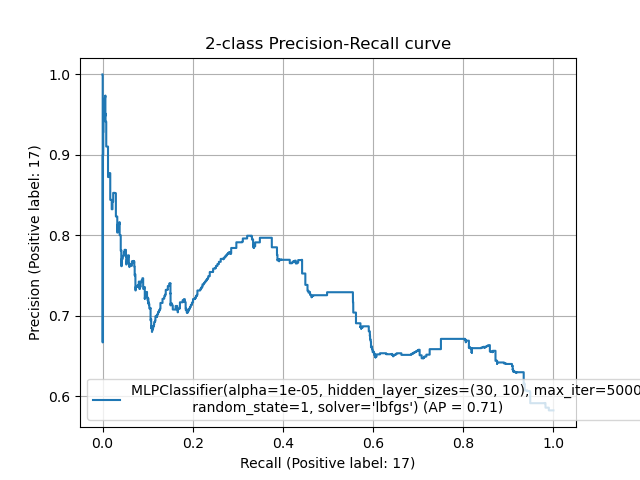 2-class Precision-Recall curve
1.0
0.9
0.8
0.7
0.6
Precision (Positive label: 17)
MLPClassifier(alpha=1e-05, hidden_layer_sizes=(30, 10), max_iter=5000
random_state=1, solver='lbfgs') (AP = 0.71)
0.0 0.2 0.4 0.6 0.8 1.0
Recall (Positive label: 17)